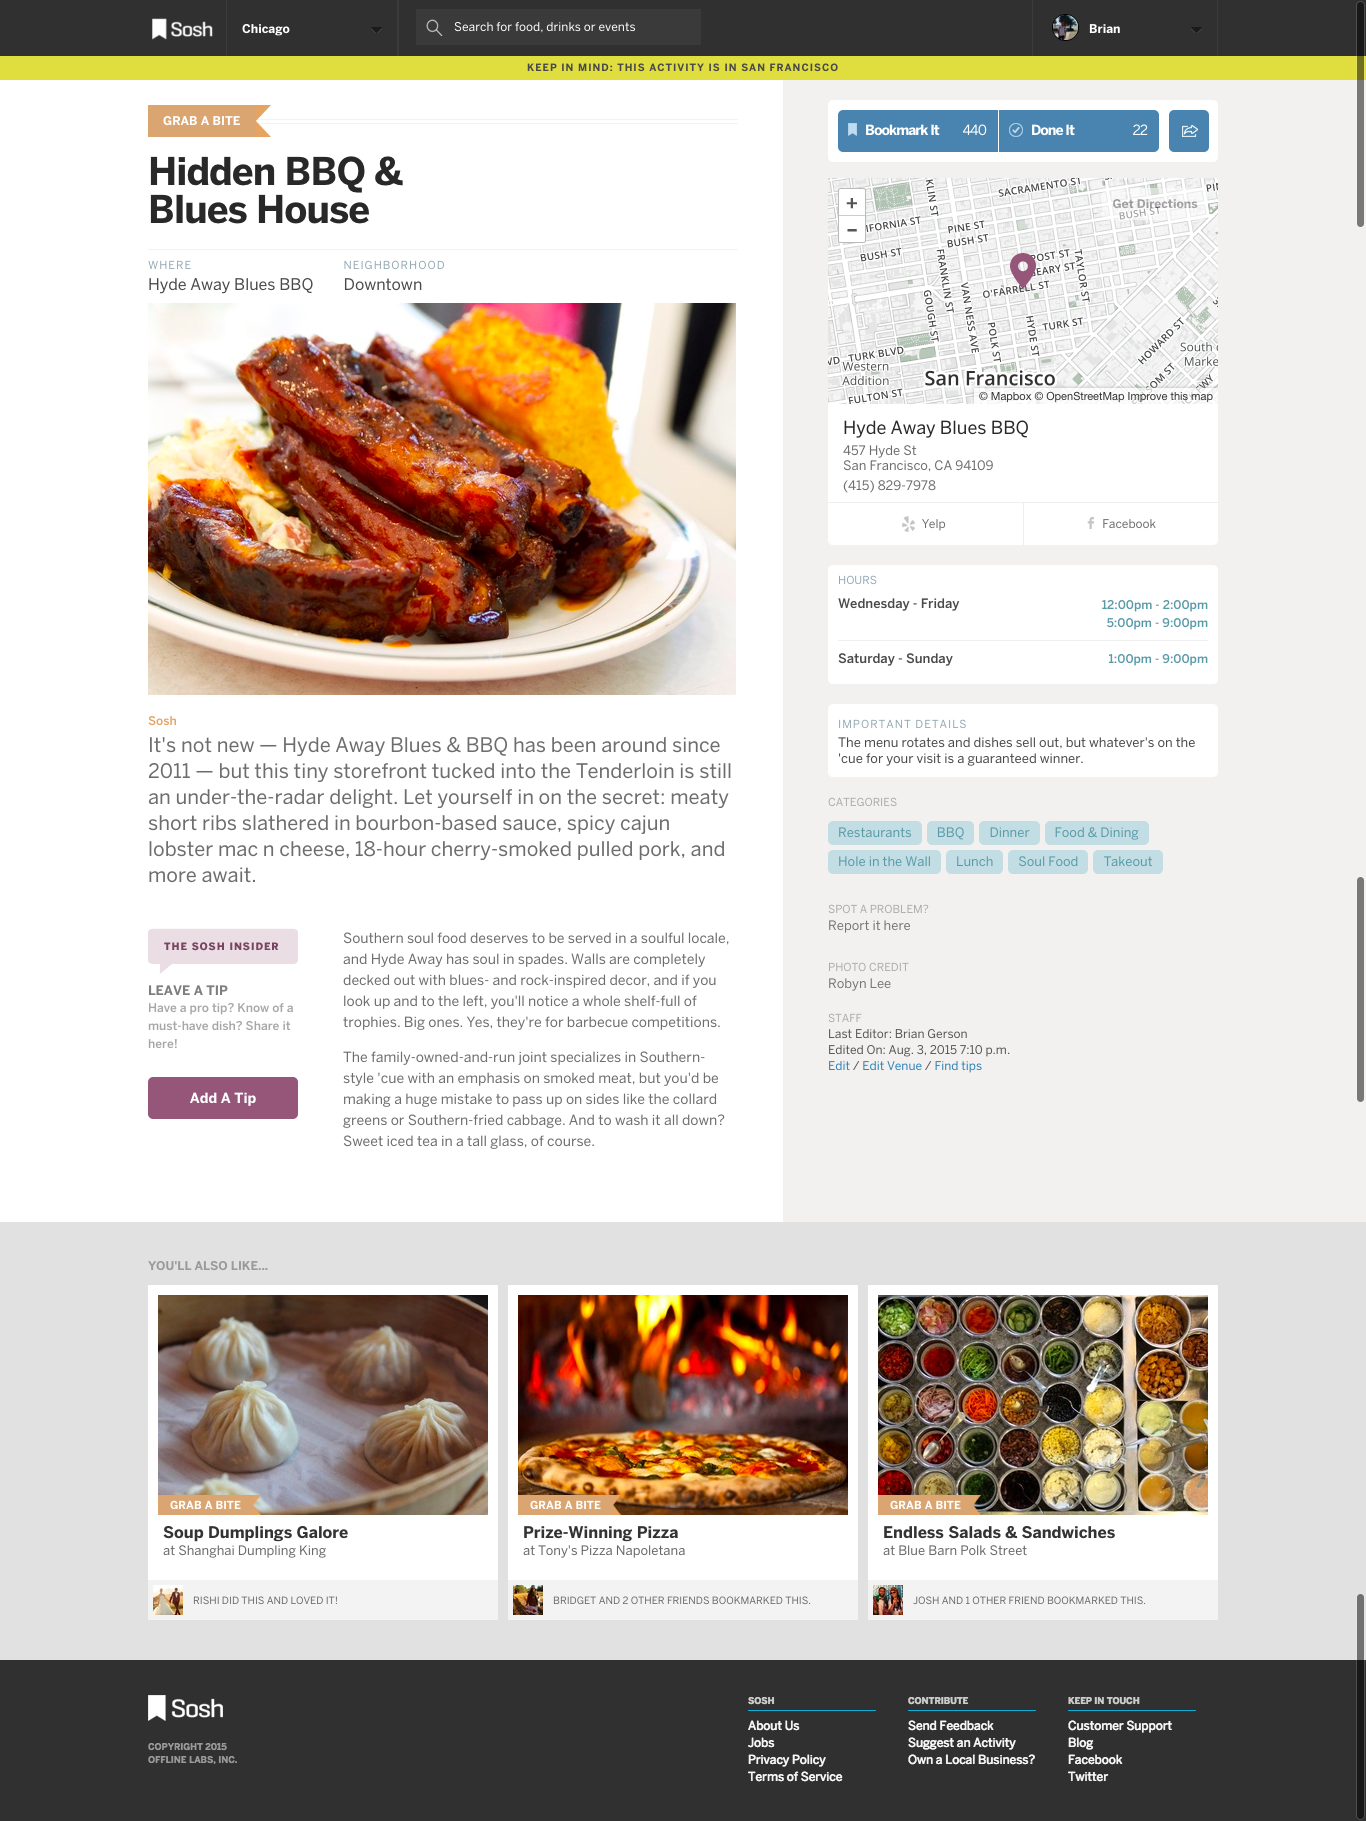 Sosh
Chicago
Search for food, drinks or events
Brian
KEEP IN MIND: THIS ACTIVITY IS IN SAN FRANCISCO
GRAB A BITE
Hidden BBQ &
Blues House
WHERE
Hyde Away Blues BBQ
NEIGHBORHOOD
Downtown
Sosh
It's not new — Hyde Away Blues & BBQ has been around since
2011 — but this tiny storefront tucked into the Tenderloin is still
an under-the-radar delight. Let yourself in on the secret: meaty
short ribs slathered in bourbon-based sauce, spicy cajun
lobster mac n cheese, 18-hour cherry-smoked pulled pork, and
more await.
THE SOSH INSIDER
LEAVE A TIP
Have a pro tip? Know of a
must-have dish? Share it
here!
Add A Tip
Southern soul food deserves to be served in a soulful locale,
and Hyde Away has soul in spades. Walls are completely
decked out with blues- and rock-inspired decor, and if you
look up and to the left, you'll notice a whole shelf-full of
trophies. Big ones. Yes, they're for barbecue competitions.
The family-owned-and-run joint specializes in Southern-
style 'cue with an emphasis on smoked meat, but you'd be
making a huge mistake to pass up on sides like the collard
greens or Southern-fried cabbage. And to wash it all down?
Sweet iced tea in a tall glass, of course.
Bookmark It 440
Done It 22
+
−
Get Directions
SACRAMENTO ST
KLIN ST
IFORNIA ST
PINE ST
BUSH ST
BUSH ST
BUSH ST
POST ST
EARY ST
O'FARRELL ST
TAYLOR ST
FRANKLIN ST
GOUGH ST
VAN NESS AVE
POLK ST
HYDE ST
TURK ST
HOWARD ST
TURK BLVD
Western
Addition
FULTON ST
San Francisco
South
Marke
OM ST
© Mapbox © OpenStreetMap Improve this map
Hyde Away Blues BBQ
457 Hyde St
San Francisco, CA 94109
(415) 829-7978
Yelp
Facebook
HOURS
Wednesday - Friday
12:00pm - 2:00pm
5:00pm - 9:00pm
Saturday - Sunday
1:00pm - 9:00pm
IMPORTANT DETAILS
The menu rotates and dishes sell out, but whatever's on the
'cue for your visit is a guaranteed winner.
CATEGORIES
Restaurants BBQ Dinner Food & Dining
Hole in the Wall Lunch Soul Food Takeout
SPOT A PROBLEM?
Report it here
PHOTO CREDIT
Robyn Lee
STAFF
Last Editor: Brian Gerson
Edited On: Aug. 3, 2015 7:10 p.m.
Edit / Edit Venue / Find tips
YOU'LL ALSO LIKE...
GRAB A BITE
Soup Dumplings Galore
at Shanghai Dumpling King
RISHI DID THIS AND LOVED IT!
GRAB A BITE
Prize-Winning Pizza
at Tony's Pizza Napoletana
BRIDGET AND 2 OTHER FRIENDS BOOKMARKED THIS.
GRAB A BITE
Endless Salads & Sandwiches
at Blue Barn Polk Street
JOSH AND 1 OTHER FRIEND BOOKMARKED THIS.
Sosh
COPYRIGHT 2015
OFFLINE LABS, INC.
SOSH
About Us
Jobs
Privacy Policy
Terms of Service
CONTRIBUTE
Send Feedback
Suggest an Activity
Own a Local Business?
KEEP IN TOUCH
Customer Support
Blog
Facebook
Twitter